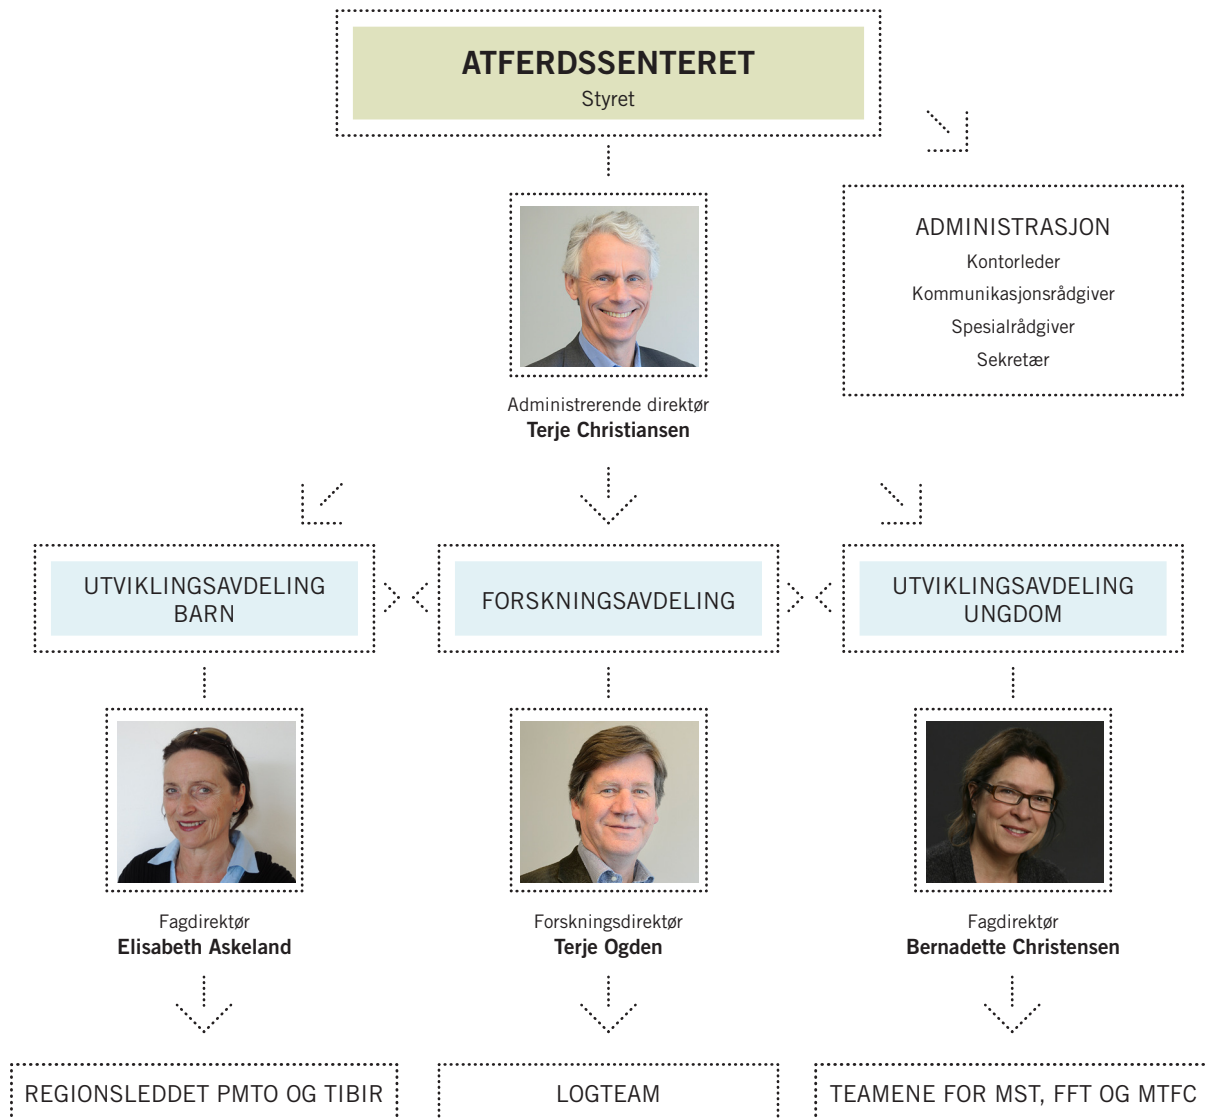 ATFERDSSENTERET
Styret
ADMINISTRASJON
Kontorleder
Kommunikasjonsrådgiver
Spesialrådgiver
Sekretær
Administrerende direktør
Terje Christiansen
UTVIKLINGSAVDELING
BARN
FORSKNINGSAVDELING
UTVIKLINGSAVDELING
UNGDOM
Fagdirektør
Elisabeth Askeland
Forskningsdirektør
Terje Ogden
Fagdirektør
Bernadette Christensen
REGIONSLEDDET PMTO OG TIBIR
LOGTEAM
TEAMENE FOR MST, FFT OG MTFC